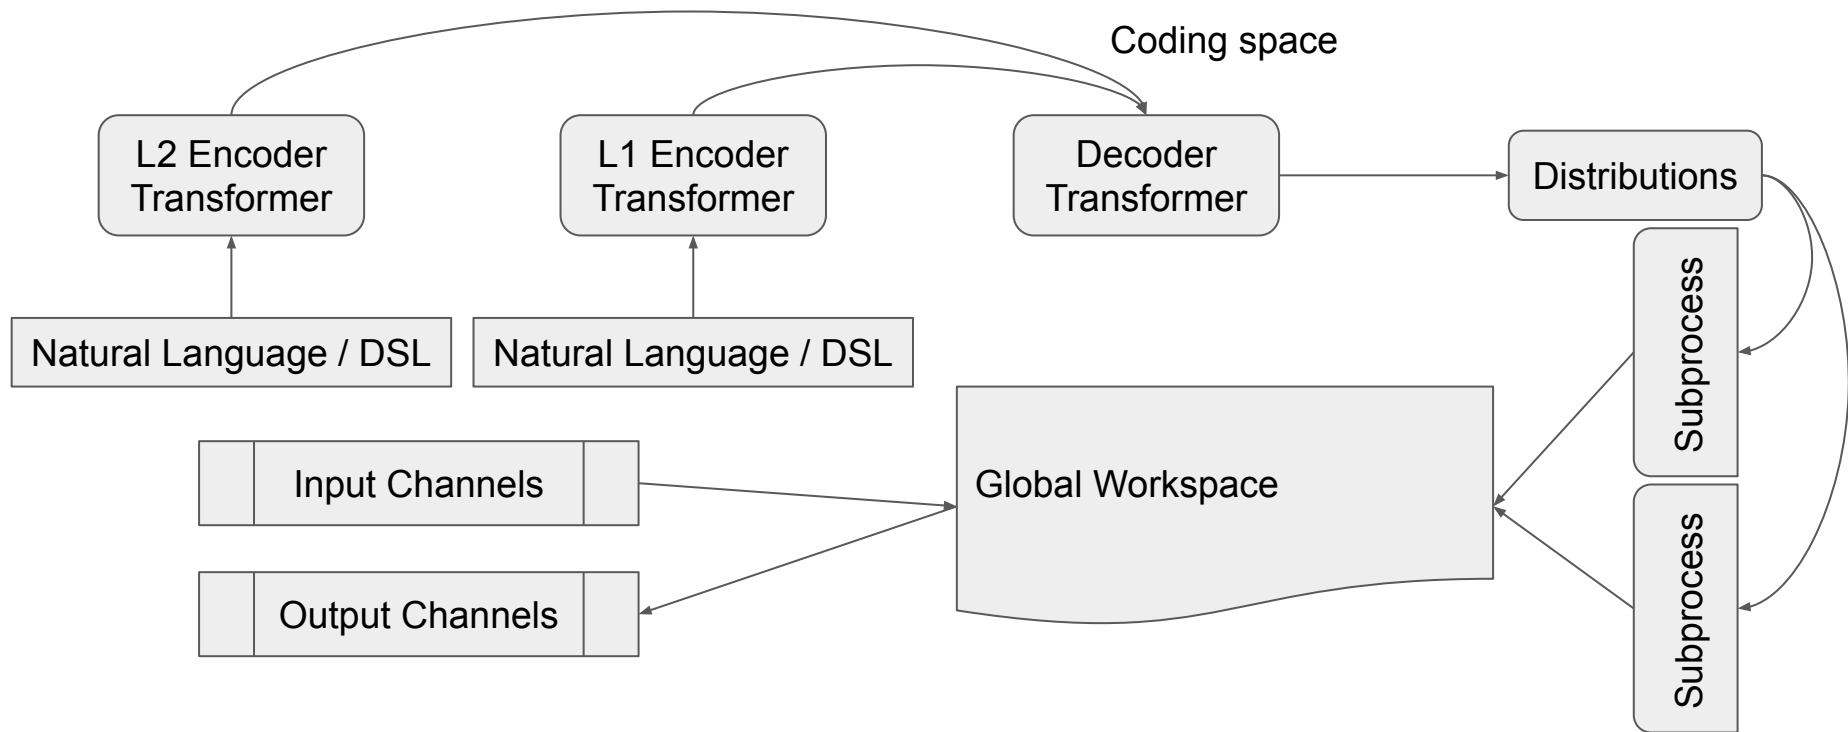 Coding space
L2 Encoder
Transformer
L1 Encoder
Transformer
Decoder
Transformer
Distributions
Natural Language / DSL
Natural Language / DSL
Subprocess
Input Channels
Global Workspace
Output Channels
Subprocess